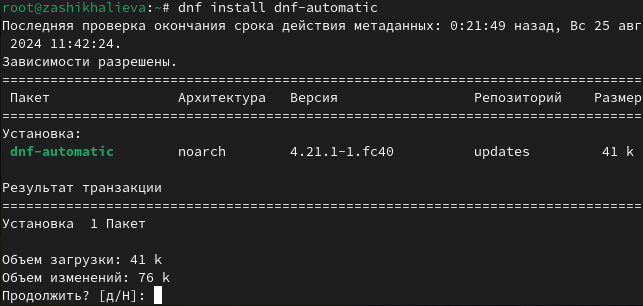 root@zashikhalieva:~# dnf install dnf-automatic
Последняя проверка окончания срока действия метаданных: 0:21:49 назад, Вс 25 авг
 2024 11:42:24.
Зависимости разрешены.
================================================================================
 Пакет Архитектура Версия Репозиторий Размер
================================================================================
Установка:
 dnf-automatic noarch 4.21.1-1.fc40 updates 41 k
Результат транзакции
================================================================================
Установка  1 Пакет
Объем загрузки: 41 k
Объем изменений: 76 k
Продолжить? [д/Н]: